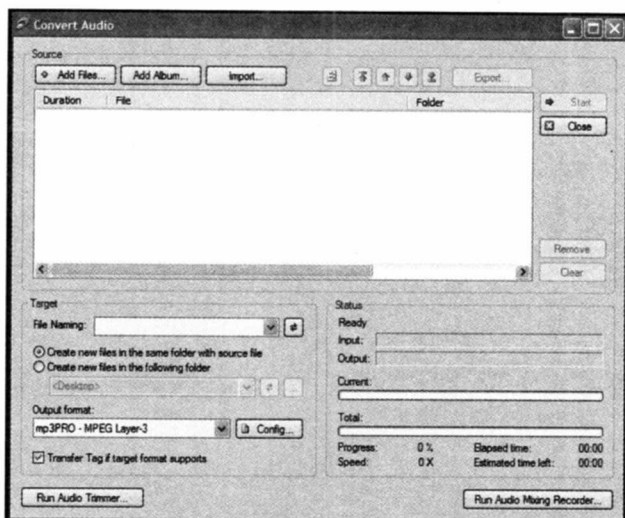 Convert Audio
Source
Add Files... Add Album... Import... Export...
Duration File Folder
Start
Close
Remove
Clear
Target
File Naming:
Create new files in the same folder with source file
Create new files in the following folder
<Desktop>
Output format:
mp3PRO - MPEG Layer-3 Config...
Transfer Tag if target format supports
Status
Ready
Input:
Output:
Current:
Total:
Progress: 0 % Elapsed time: 00:00
Speed: 0 X Estimated time left: 00:00
Run Audio Trimmer... Run Audio Mixing Recorder...